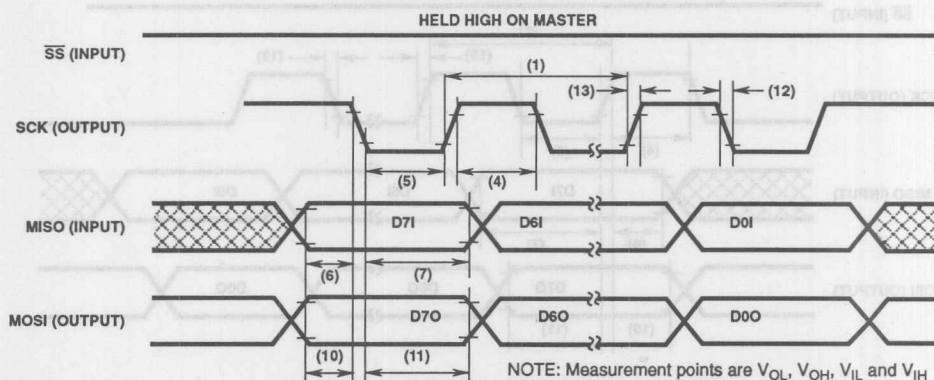 HELD HIGH ON MASTER
SS (INPUT)
(1)
(13) (12)
SCK (OUTPUT)
(5) (4)
MISO (INPUT) D7I D6I D0I
(6) (7)
MOSI (OUTPUT) D7O D6O D0O
(10) (11)
NOTE: Measurement points are VOL, VOH, VIL and VIH